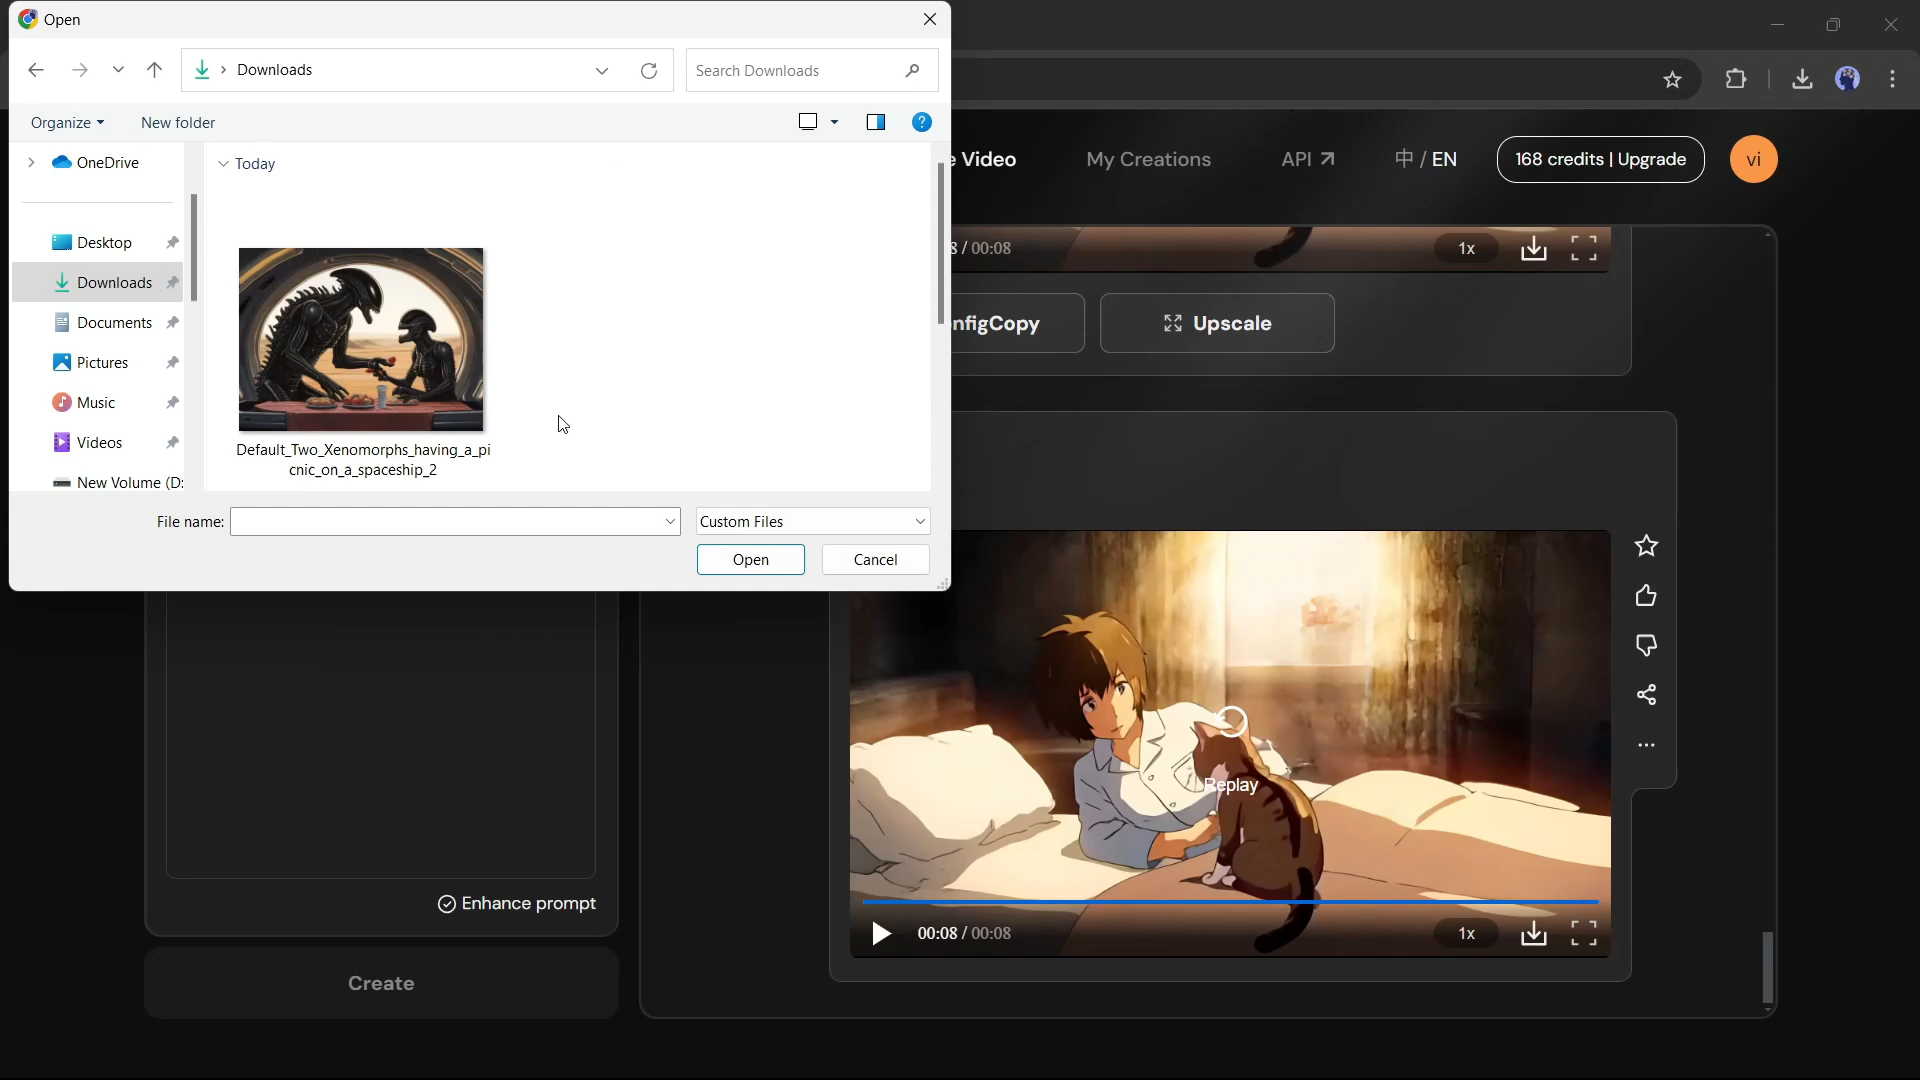 Open
Downloads
Search Downloads
Organize
New folder
OneDrive
Today
Desktop
Downloads
Documents
Pictures
Music
Videos
New Volume (D:
Default_Two_Xenomorphs_having_a_pi
cnic_on_a_spaceship_2
File name:
Custom Files
Open
Cancel
e Video
My Creations
API
中 / EN
168 credits | Upgrade
vi
8 / 00:08
1x
nfigCopy
Upscale
Replay
00:08 / 00:08
1x
Enhance prompt
Create